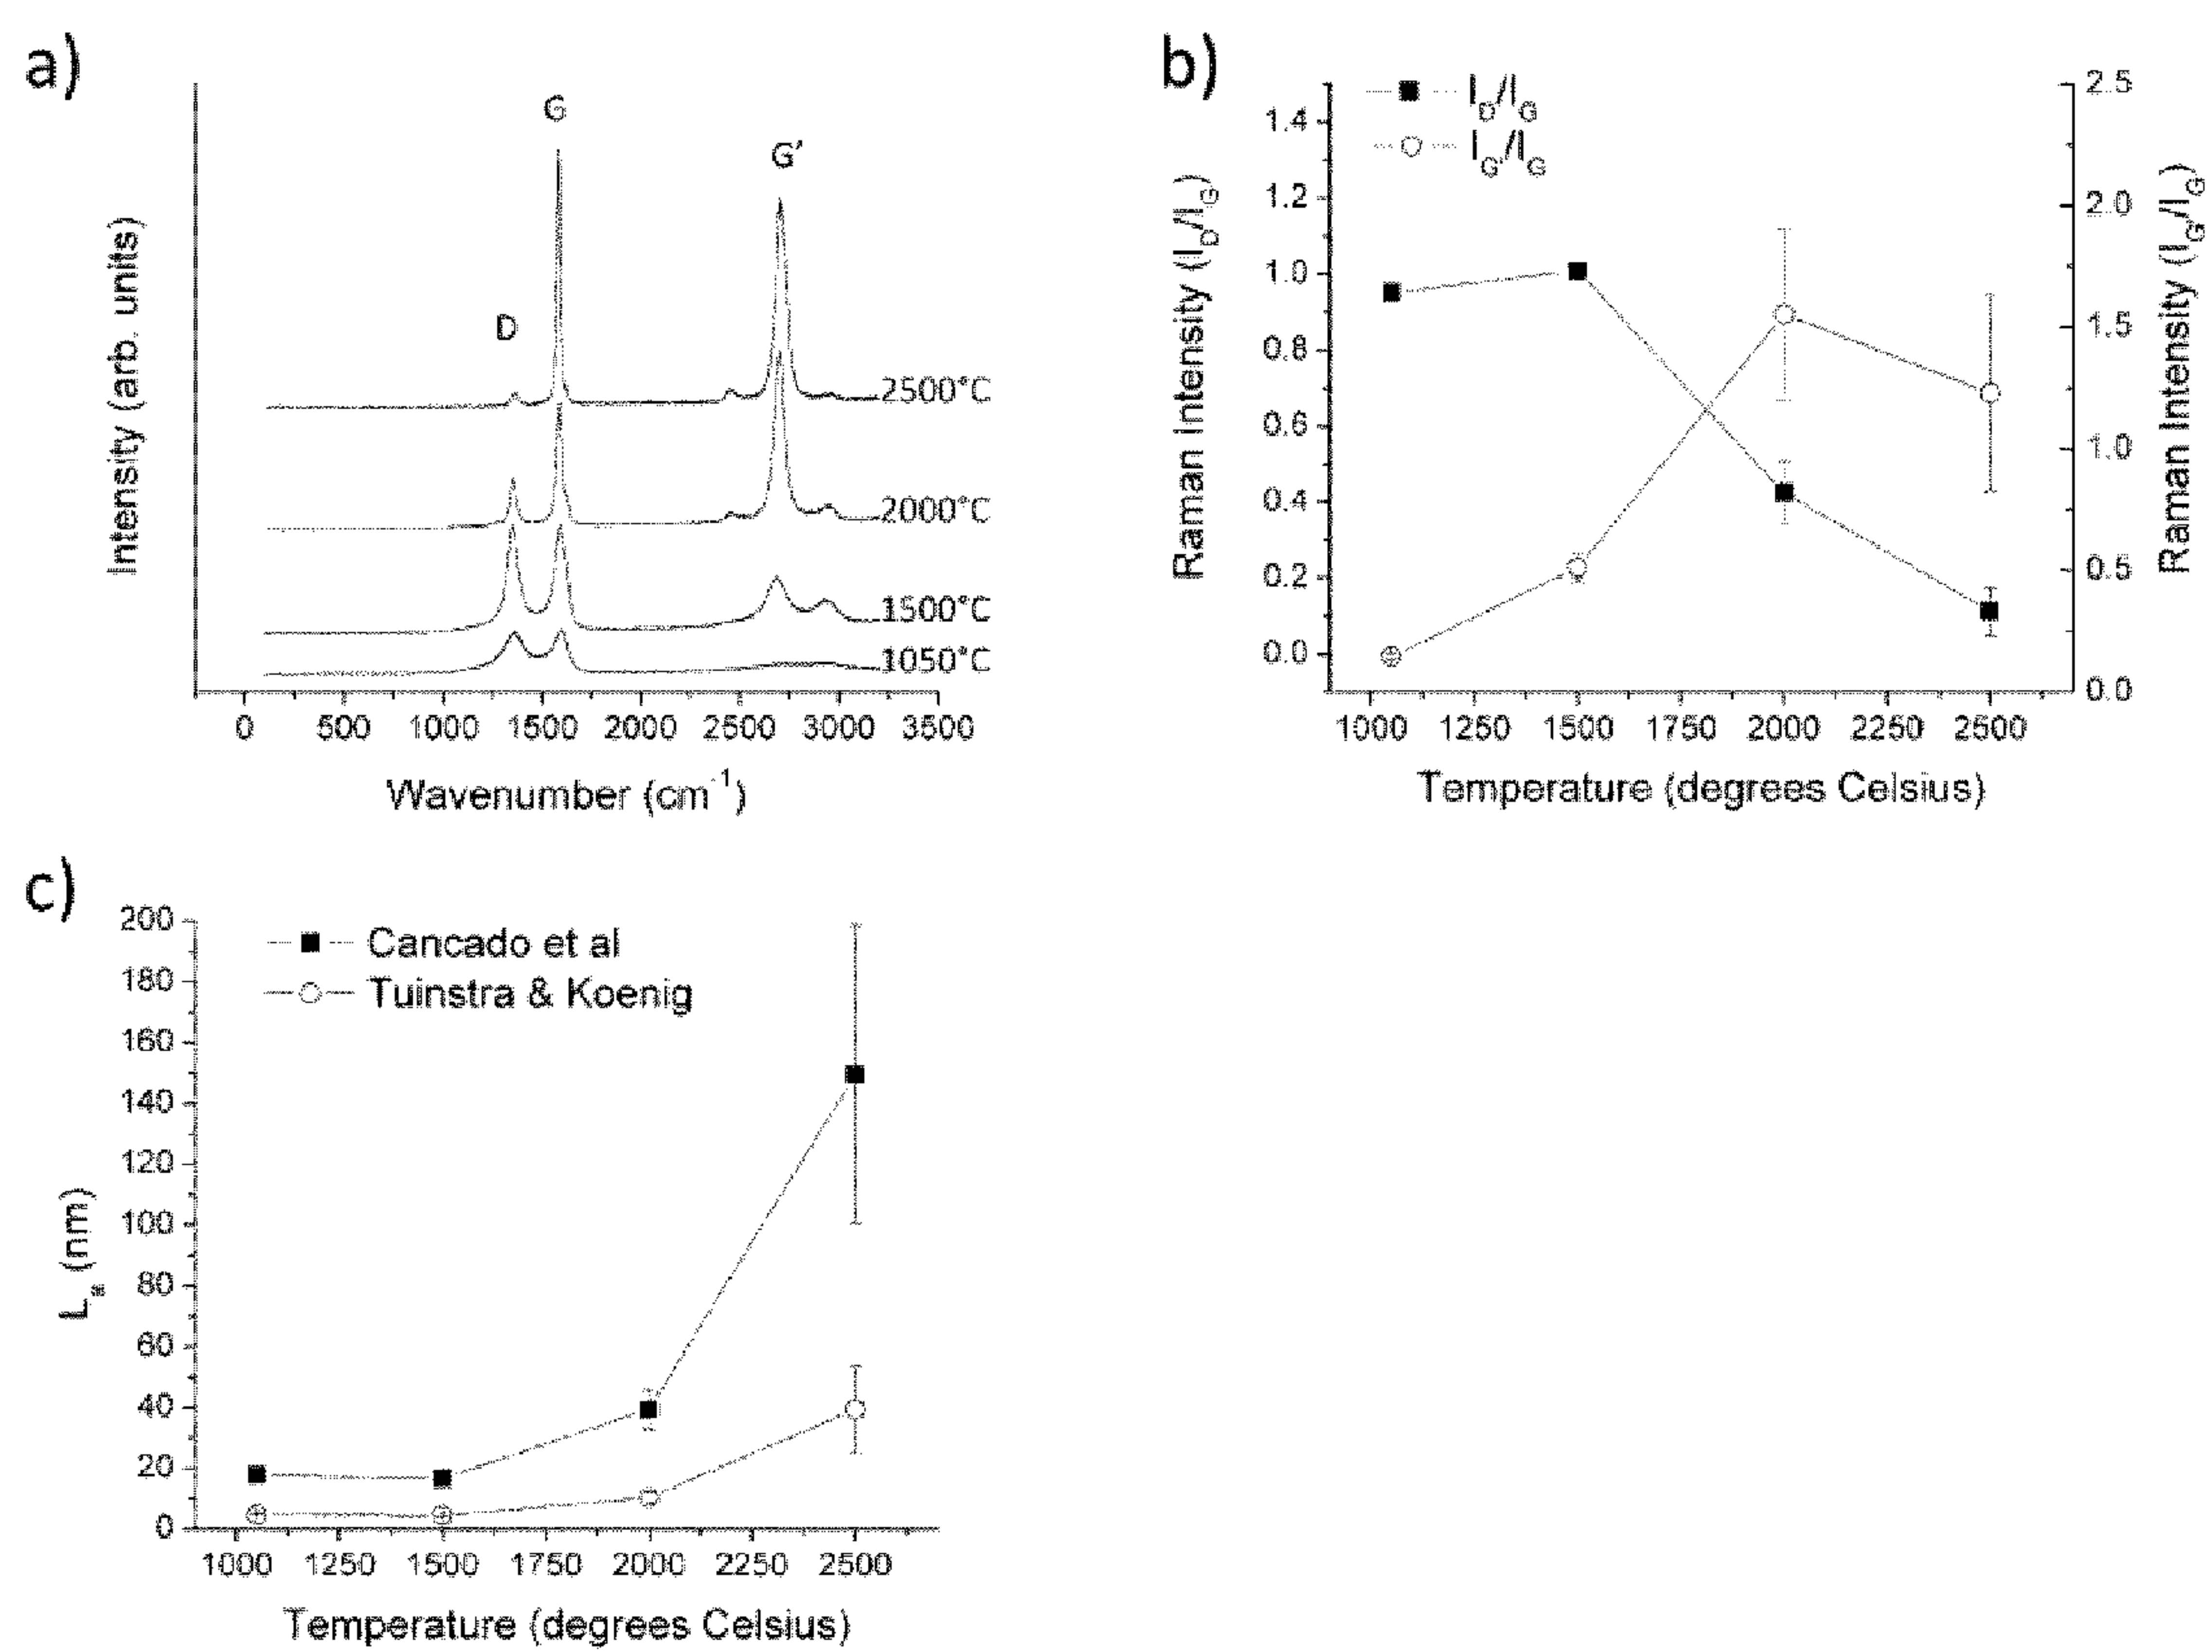 a)
G
G'
D
2500°C
2000°C
1500°C
1050°C
Intensity (arb. units)
0 500 1000 1500 2000 2500 3000 3500
Wavenumber (cm-1)
b)
ID/IG
IG'/IG
1.4
1.2
1.0
0.8
0.6
0.4
0.2
0.0
Raman Intensity (ID/IG)
2.5
2.0
1.5
1.0
0.5
0.0
Raman Intensity (IG'/IG)
1000 1250 1500 1750 2000 2250 2500
Temperature (degrees Celsius)
c)
Cancado et al
Tuinstra & Koenig
200
180
160
140
120
100
80
60
40
20
0
La (nm)
1000 1250 1500 1750 2000 2250 2500
Temperature (degrees Celsius)